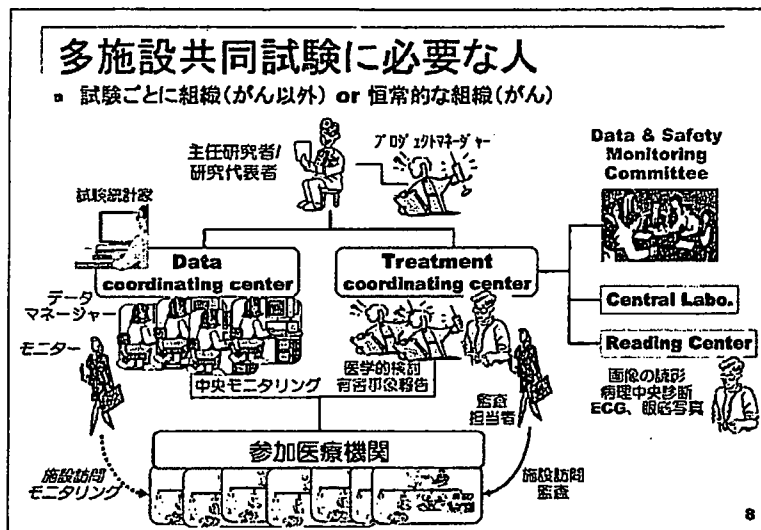 多施設共同試験に必要な人
▪ 試験ごとに組織(がん以外) or 恒常的な組織(がん)
主任研究者/
研究代表者
プロジェクトマネージャー
Data & Safety
Monitoring
Committee
試験統計家
Data
coordinating center
Treatment
coordinating center
データ
マネージャー
モニター
Central Labo.
Reading Center
中央モニタリング
医学的検討
有害事象報告
監査
担当者
画像の読影
病理中央診断
ECG、眼底写真
参加医療機関
施設訪問
モニタリング
施設訪問
監査
8